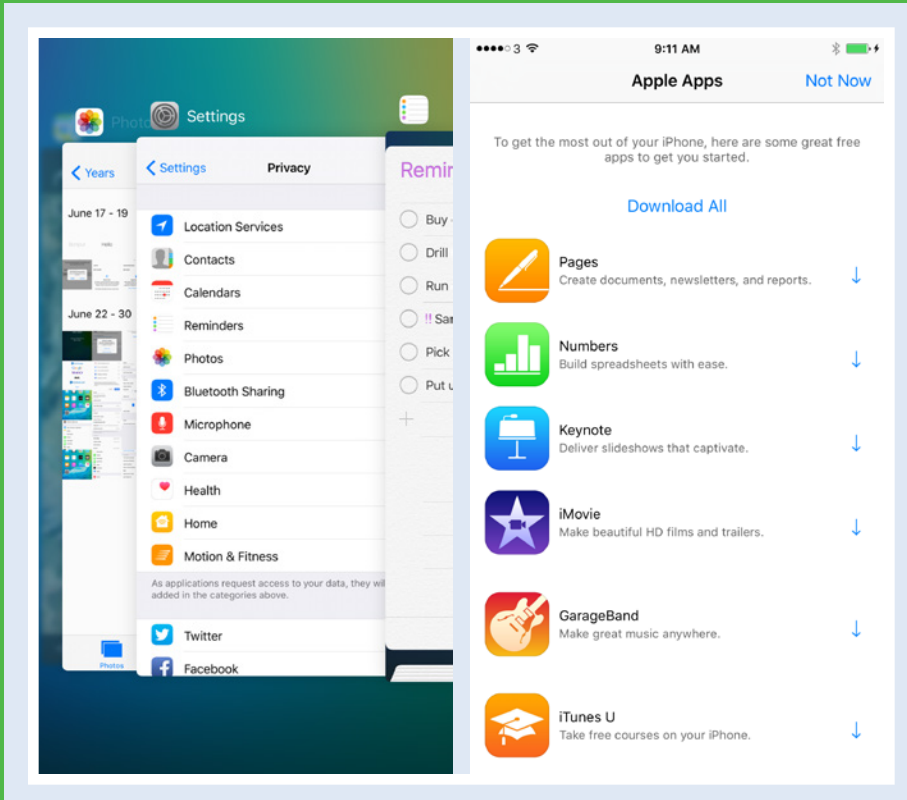 Photo
Settings
Years
June 17 - 19
June 22 - 30
Photos
Settings
Privacy
Location Services
Contacts
Calendars
Reminders
Photos
Bluetooth Sharing
Microphone
Camera
Health
Home
Motion & Fitness
As applications request access to your data, they wil
added in the categories above.
Twitter
Facebook
Remin
Buy
Drill
Run
!! Sar
Pick
Put u
3
9:11 AM
Apple Apps
Not Now
To get the most out of your iPhone, here are some great free
apps to get you started.
Download All
Pages
Create documents, newsletters, and reports.
Numbers
Build spreadsheets with ease.
Keynote
Deliver slideshows that captivate.
iMovie
Make beautiful HD films and trailers.
GarageBand
Make great music anywhere.
iTunes U
Take free courses on your iPhone.